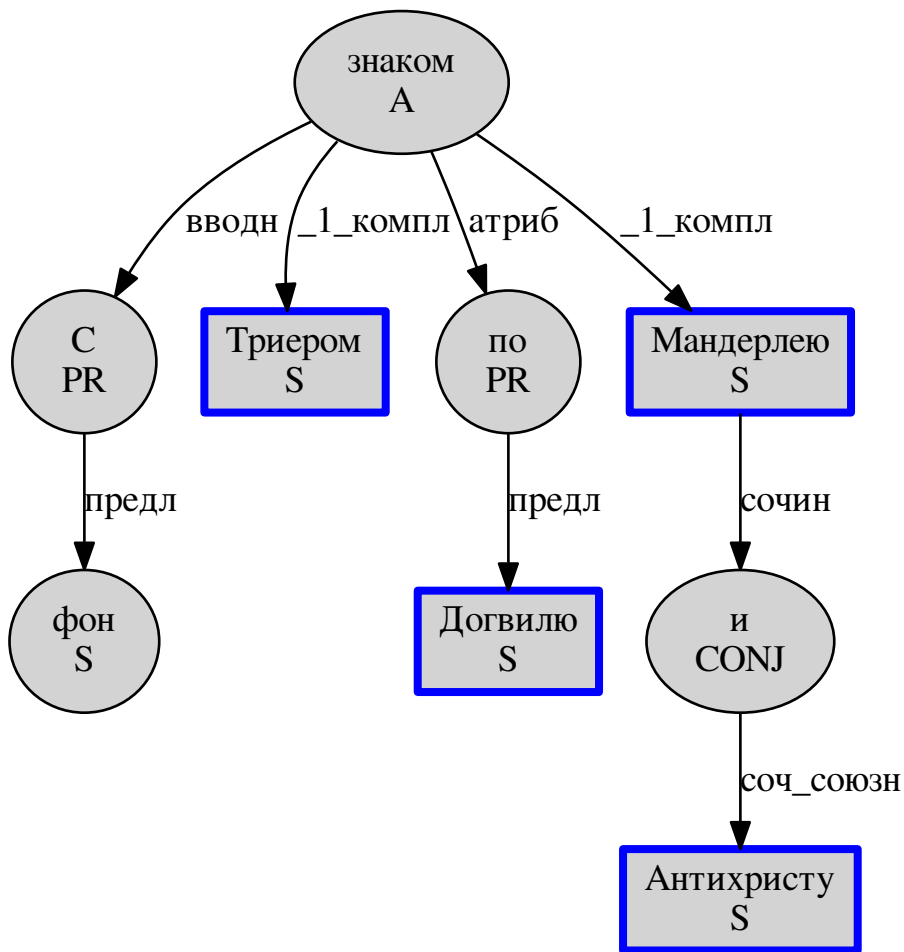 знаком
A
вводн
_1_компл
атриб
_1_компл
С
PR
Триером
S
по
PR
Мандерлею
S
предл
предл
сочин
фон
S
Догвилю
S
и
CONJ
соч_союзн
Антихристу
S